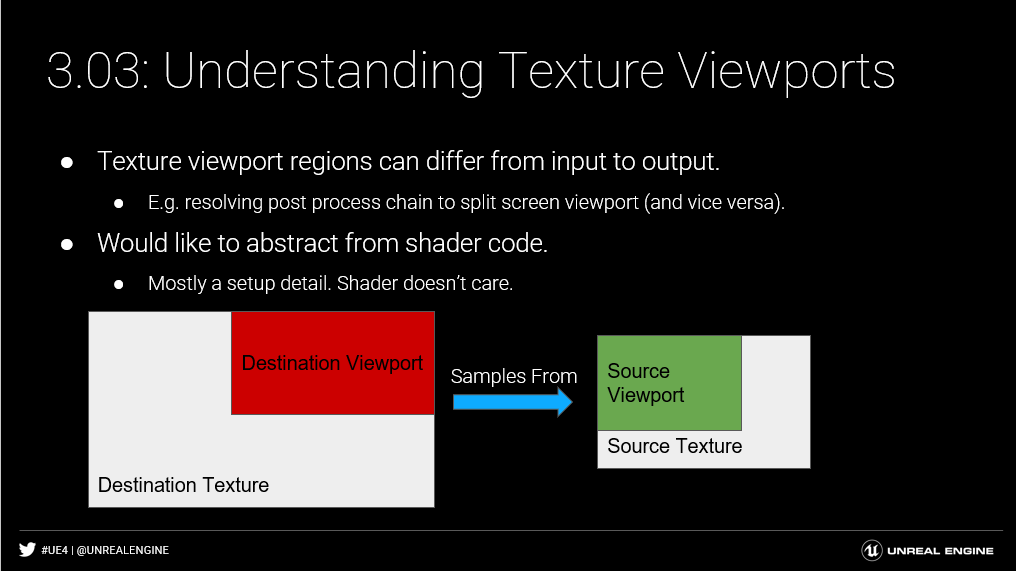 3.03: Understanding Texture Viewports
● Texture viewport regions can differ from input to output.
● E.g. resolving post process chain to split screen viewport (and vice versa).
● Would like to abstract from shader code.
● Mostly a setup detail. Shader doesn’t care.
Destination Viewport
Destination Texture
Samples From
Source
Viewport
Source Texture
#UE4 | @UNREALENGINE
UNREAL ENGINE